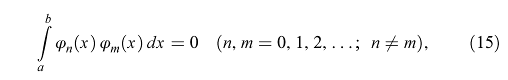 ∫_a^b φ_n(x) φ_m(x) dx = 0 (n, m = 0, 1, 2, . . . ; n ≠ m), (15)